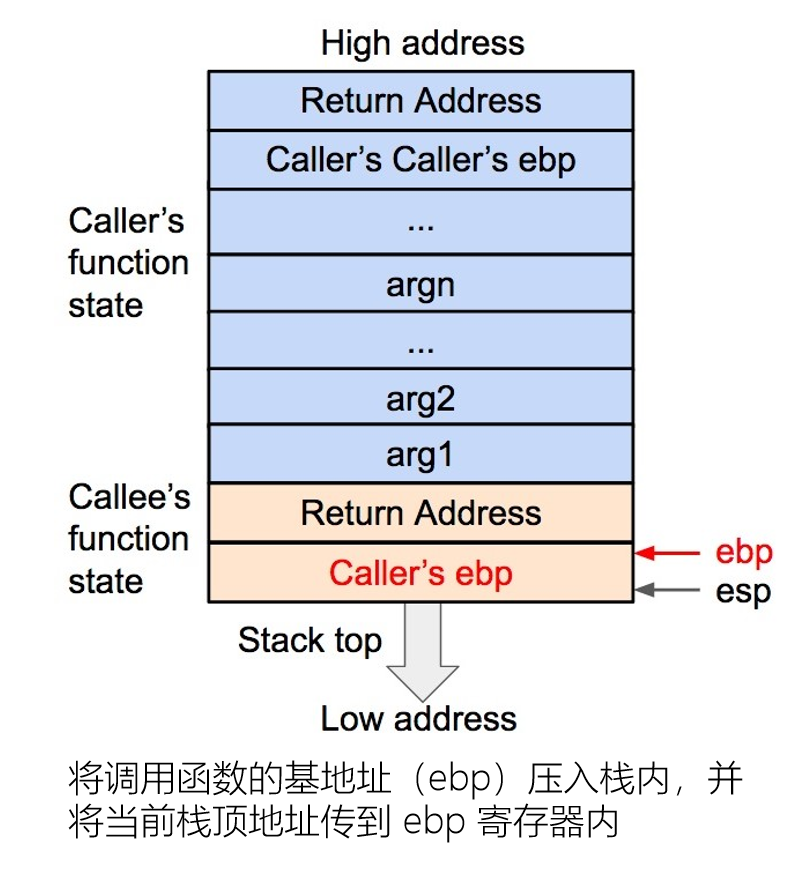 High address
Return Address
Caller’s Caller’s ebp
...
Caller’s
function
state
argn
...
arg2
arg1
Callee’s
function
state
Return Address
Caller’s ebp
ebp
esp
Stack top
Low address
将调用函数的基地址（ebp）压入栈内，并
将当前栈顶地址传到 ebp 寄存器内